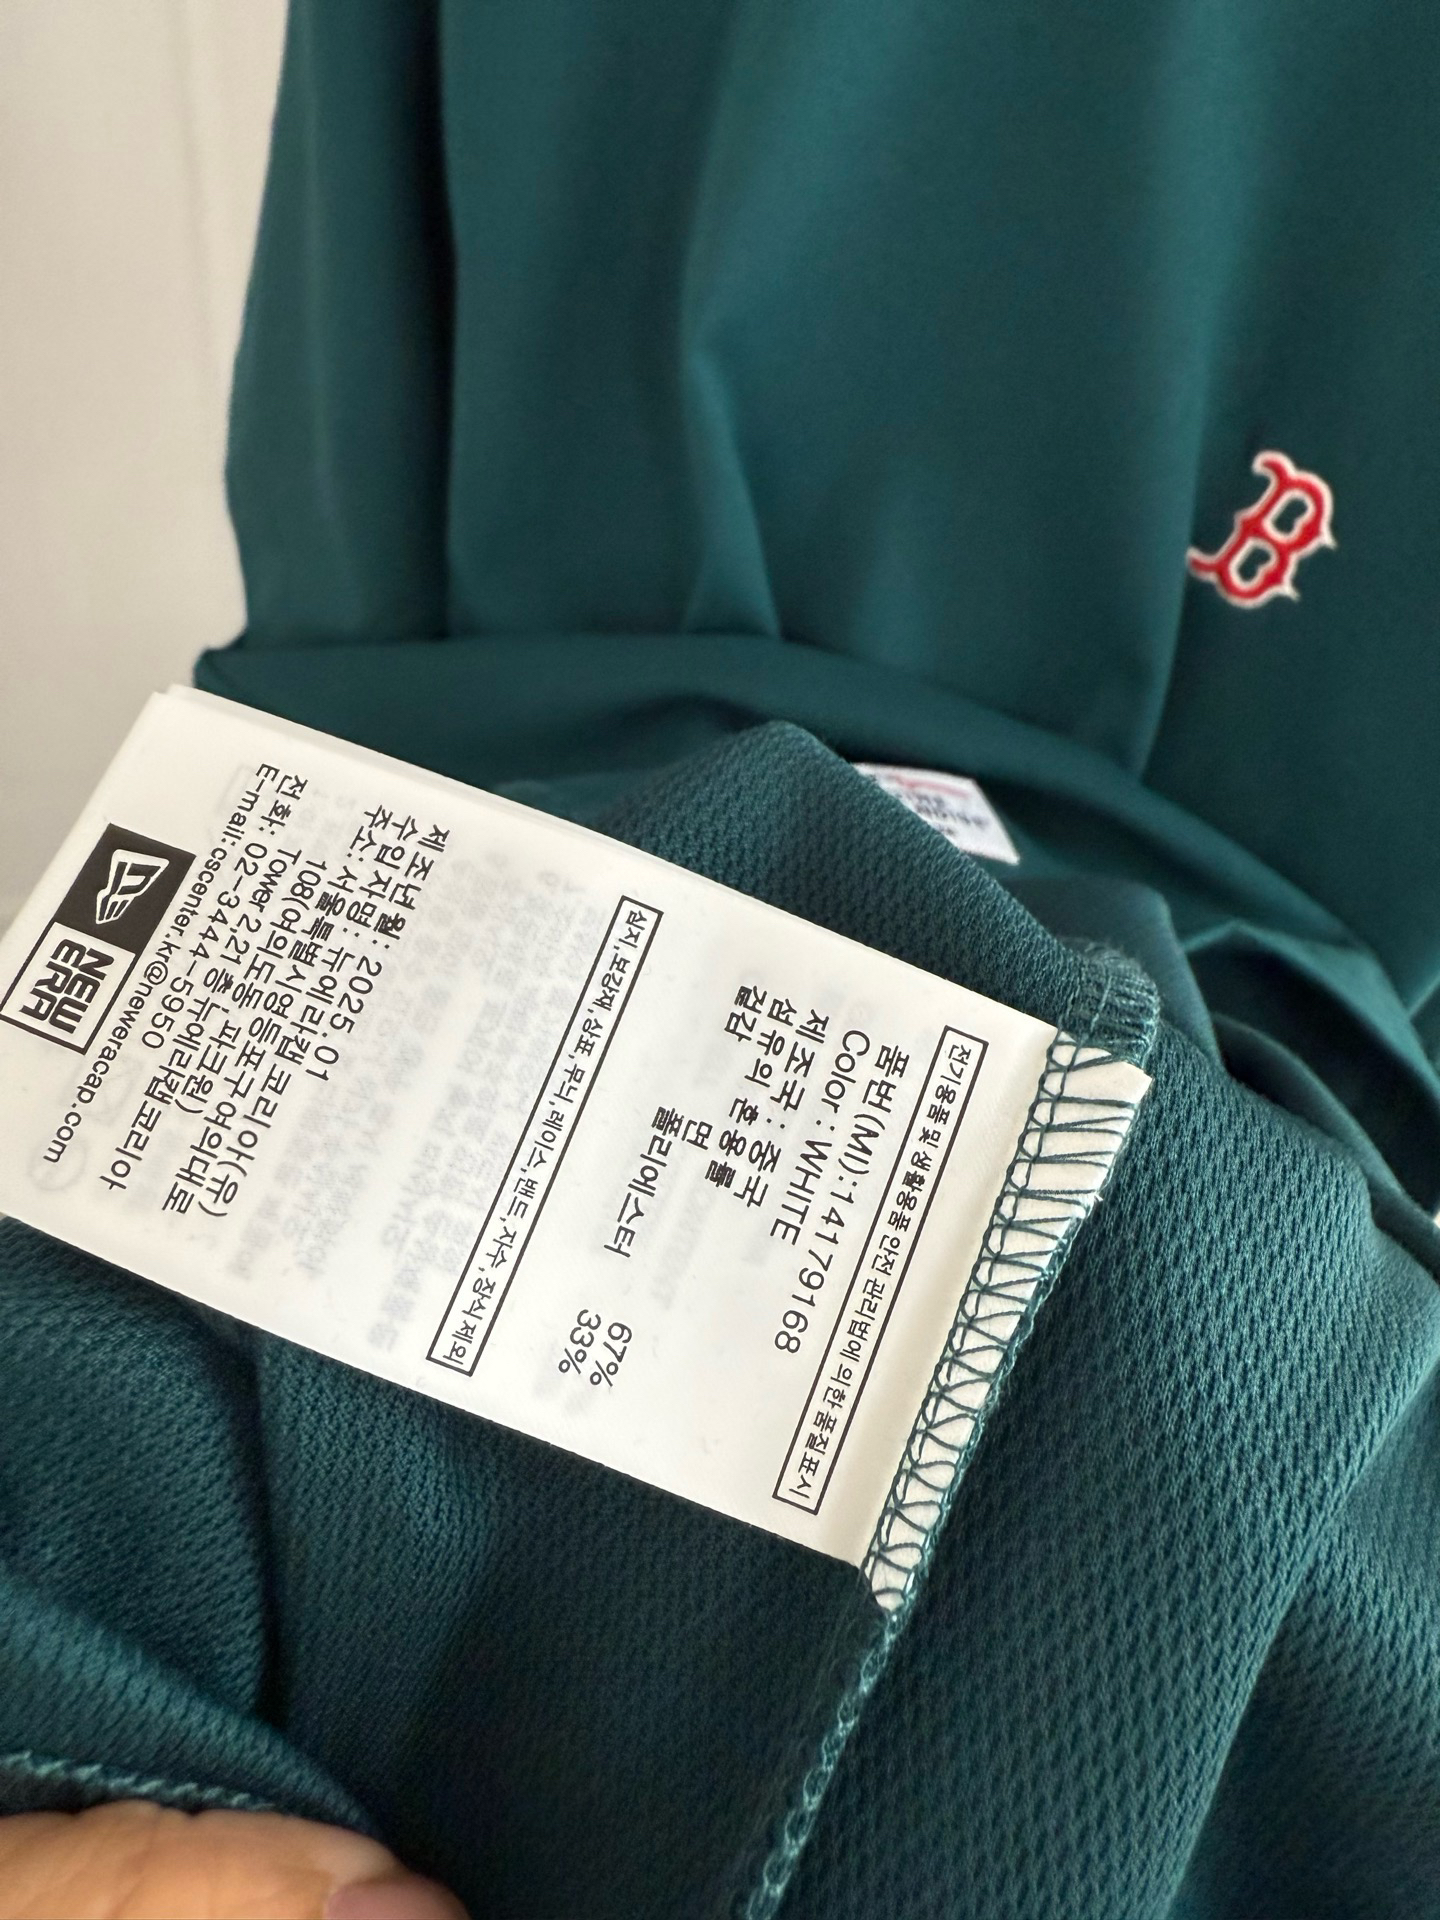 전기용품 및 생활용품 안전 관리법에 의한 품질표시
품번(MI):14179168
Color : WHITE
제조국 : 중국
섬유의 혼용률
겉감
면 67%
폴리에스터 33%
심지,보강재,상표,무늬,레이스,밴드,자수,장식 제외
제조년월: 2025. 01
수입자명: 뉴에라캡 코리아(유)
주소: 서울특별시 영등포구 여의대로
108(여의도동, 파크원)
Tower 2, 21층 뉴에라캡코리아
전화: 02-3444-5950
E-mail:cscenter.kr@neweracap.com
NEW
ERA
B